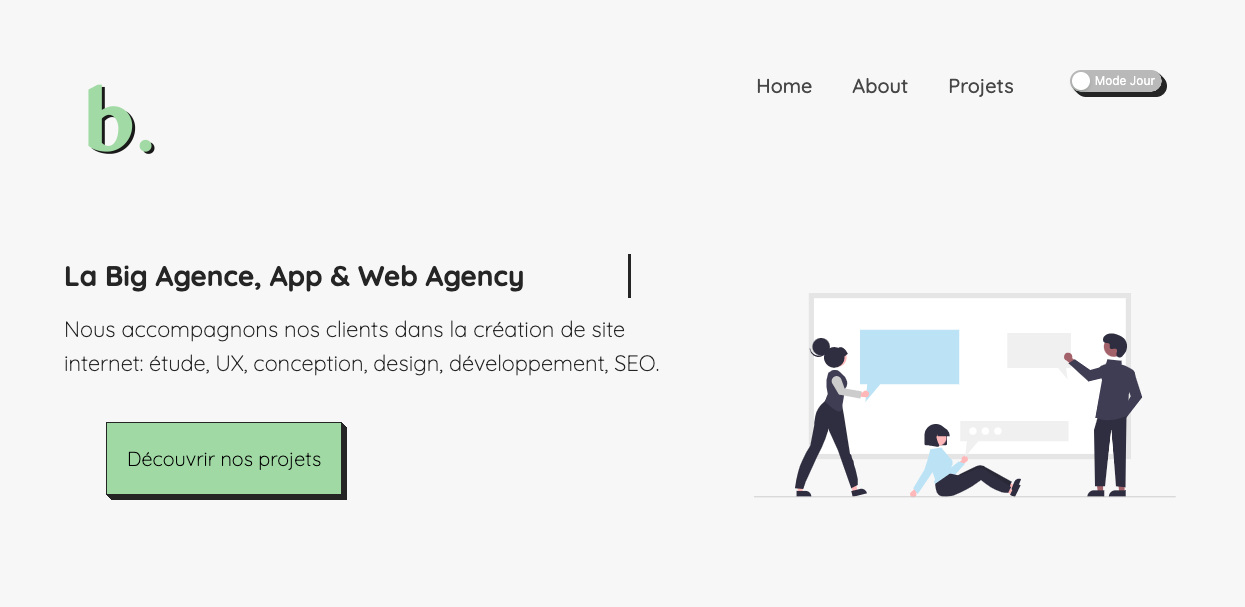 b.
Home About Projets Mode Jour
La Big Agence, App & Web Agency
Nous accompagnons nos clients dans la création de site
internet: étude, UX, conception, design, développement, SEO.
Découvrir nos projets